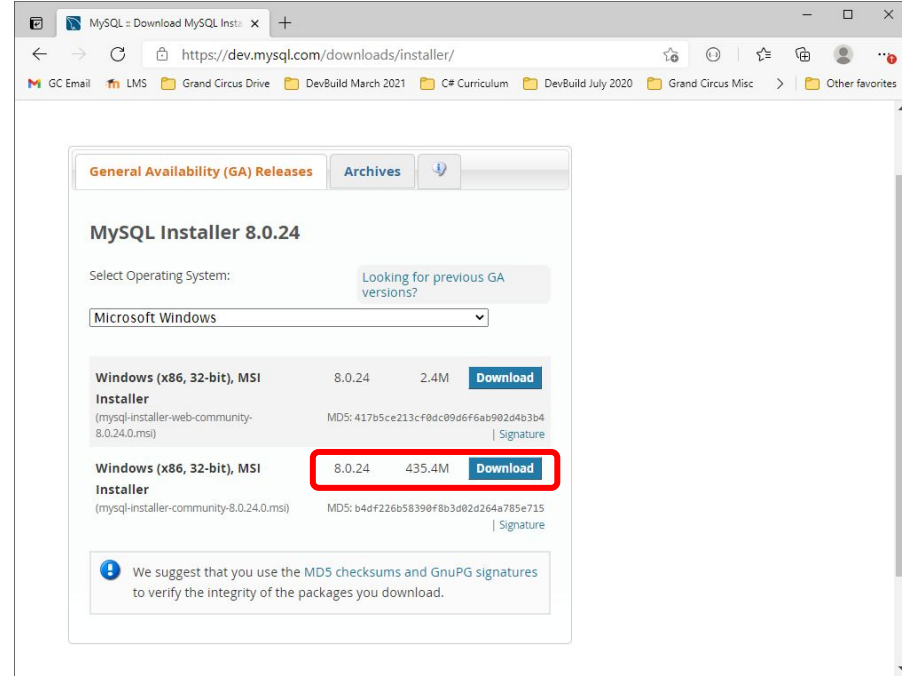 MySQL :: Download MySQL Insta
https://dev.mysql.com/downloads/installer/
GC Email LMS Grand Circus Drive DevBuild March 2021 C# Curriculum DevBuild July 2020 Grand Circus Misc Other favorites
General Availability (GA) Releases Archives
MySQL Installer 8.0.24
Select Operating System:
Looking for previous GA
versions?
Microsoft Windows
Windows (x86, 32-bit), MSI 8.0.24 2.4M Download
Installer
(mysql-installer-web-community- MD5: 417b5ce213cf0dc09d6f6ab902d4b3b4
8.0.24.0.msi) | Signature
Windows (x86, 32-bit), MSI 8.0.24 435.4M Download
Installer
(mysql-installer-community-8.0.24.0.msi) MD5: b4df226b58390f8b3d02d264a785e715
| Signature
We suggest that you use the MD5 checksums and GnuPG signatures
to verify the integrity of the packages you download.